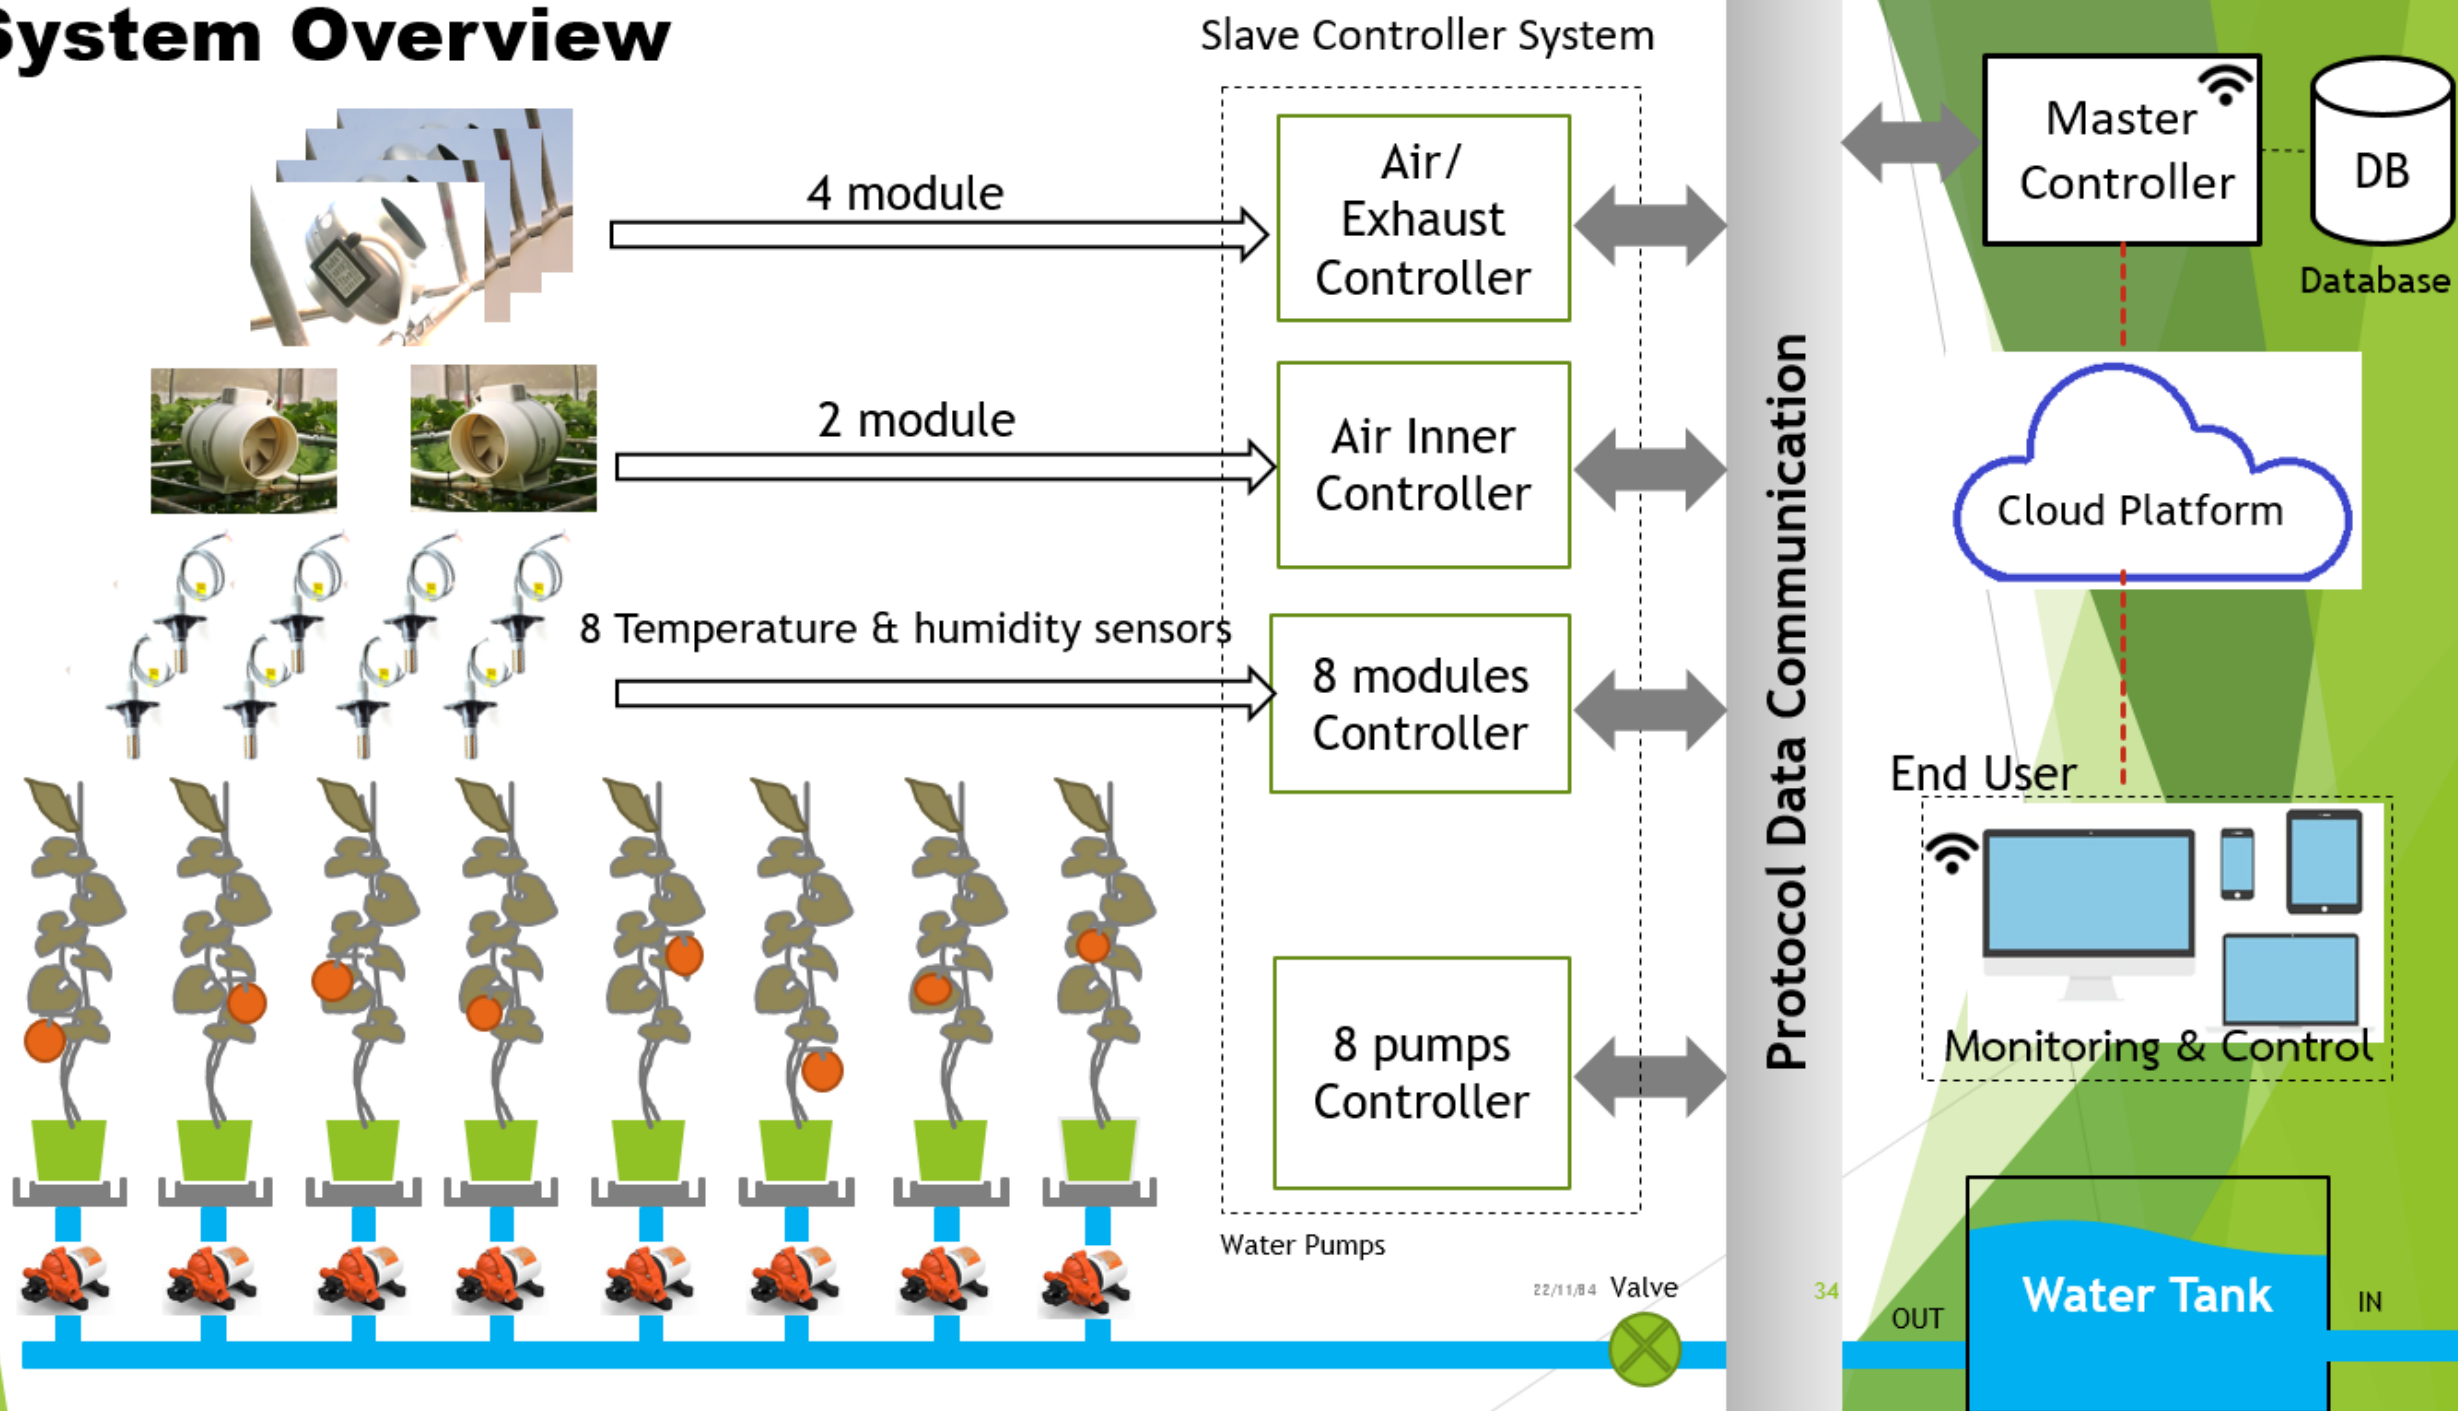 System Overview
Slave Controller System
4 module
Air/
Exhaust
Controller
2 module
Air Inner
Controller
8 Temperature & humidity sensors
8 modules
Controller
8 pumps
Controller
Water Pumps
22/11/84
Valve
34
Protocol Data Communication
Master
Controller
DB
Database
Cloud Platform
End User
Monitoring & Control
OUT
Water Tank
IN